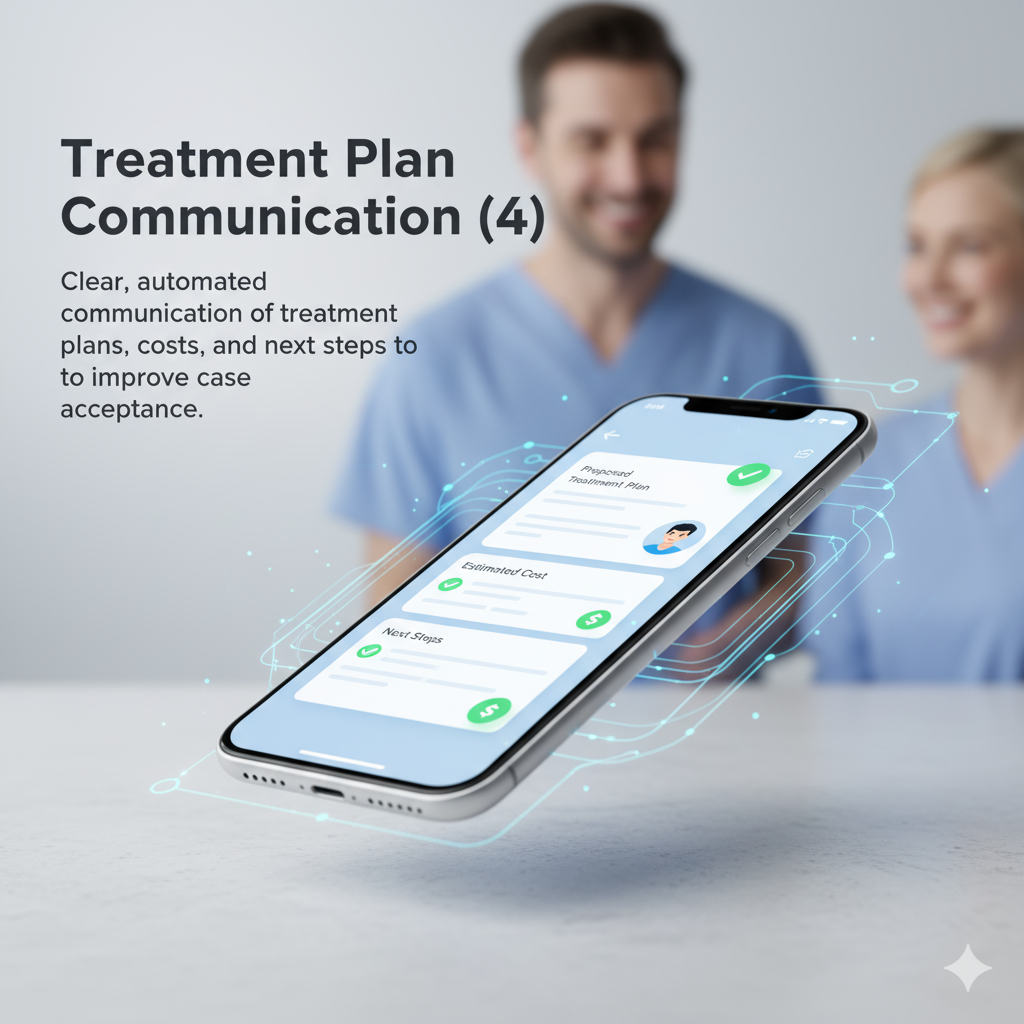 Treatment Plan
Communication (4)
Clear, automated
communication of treatment
plans, costs, and next steps to
to improve case
acceptance.
Proposed
Treatment Plan
Estimated Cost
$
Next Steps
$